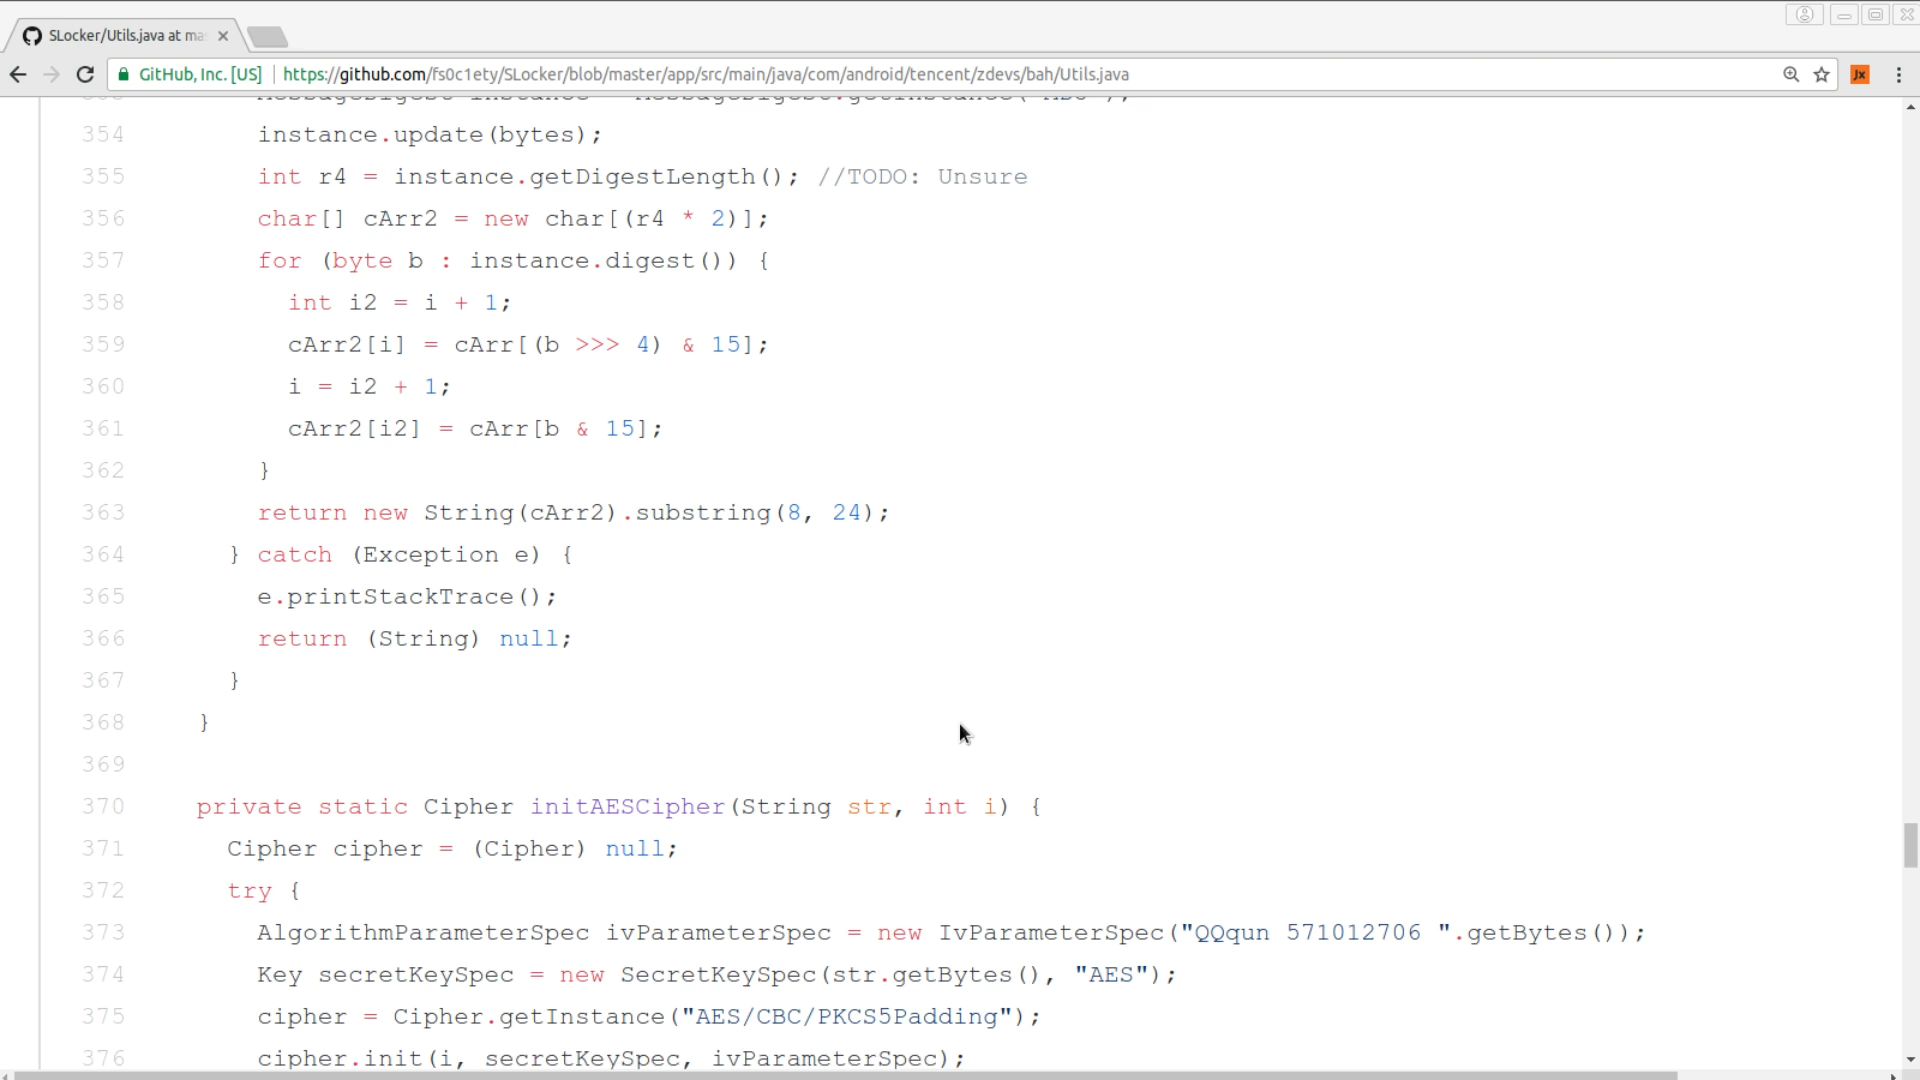 SLocker/Utils.java at ma
GitHub, Inc. [US] https://github.com/fs0c1ety/SLocker/blob/master/app/src/main/java/com/android/tencent/zdevs/bah/Utils.java
Jx
354 instance.update(bytes);
355 int r4 = instance.getDigestLength(); //TODO: Unsure
356 char[] cArr2 = new char[(r4 * 2)];
357 for (byte b : instance.digest()) {
358 int i2 = i + 1;
359 cArr2[i] = cArr[(b >>> 4) & 15];
360 i = i2 + 1;
361 cArr2[i2] = cArr[b & 15];
362 }
363 return new String(cArr2).substring(8, 24);
364 } catch (Exception e) {
365 e.printStackTrace();
366 return (String) null;
367 }
368 }
369
370 private static Cipher initAESCipher(String str, int i) {
371 Cipher cipher = (Cipher) null;
372 try {
373 AlgorithmParameterSpec ivParameterSpec = new IvParameterSpec("QQqun 571012706 ".getBytes());
374 Key secretKeySpec = new SecretKeySpec(str.getBytes(), "AES");
375 cipher = Cipher.getInstance("AES/CBC/PKCS5Padding");
376 cipher.init(i, secretKeySpec, ivParameterSpec);